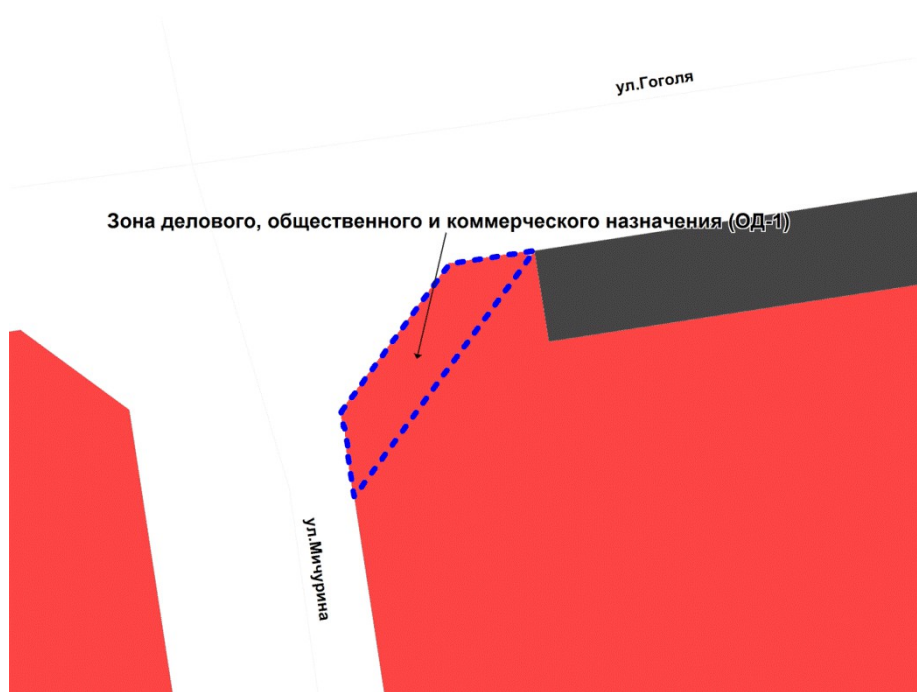 ул.Гоголя
Зона делового, общественного и коммерческого назначения (ОД-1)
ул.Мичурина